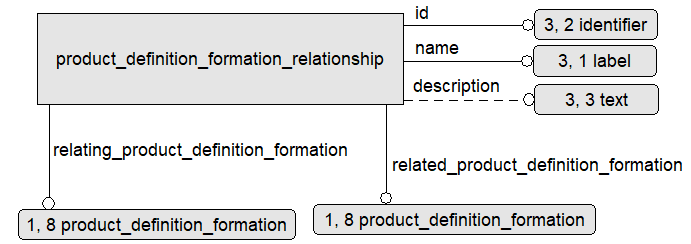 id
3, 2 identifier
name
product_definition_formation_relationship
3, 1 label
description
3, 3 text
relating_product_definition_formation
related_product_definition_formation
1, 8 product_definition_formation
1, 8 product_definition_formation